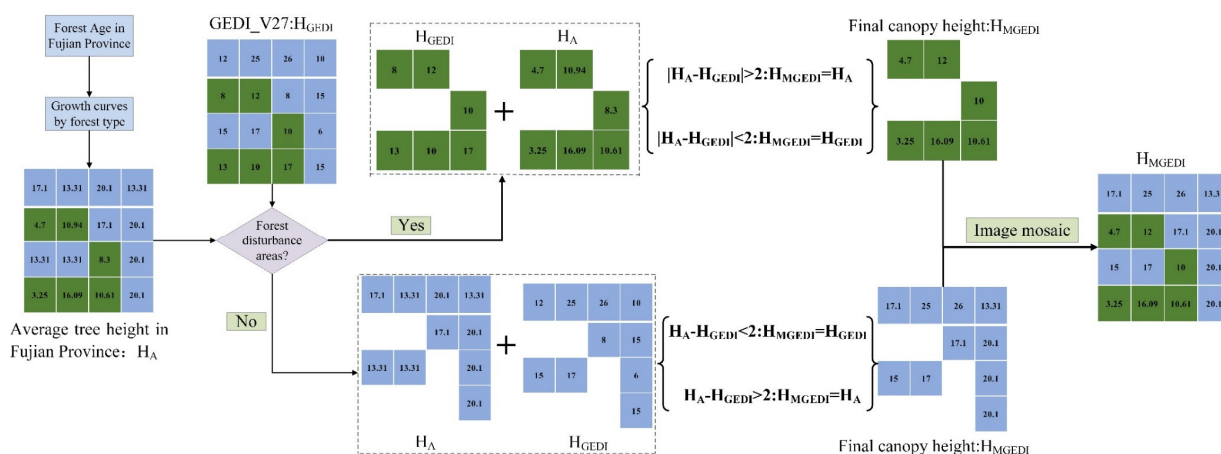 Forest Age in
Fujian Province
Growth curves
by forest type
17.1 13.31 20.1 13.31
4.7 10.94 17.1 20.1
13.31 13.31 8.3 20.1
3.25 16.09 10.61 20.1
Average tree height in
Fujian Province：HA
GEDI_V27:HGEDI
12 25 26 10
8 12 8 15
15 17 10 6
13 10 17 15
Forest
disturbance
areas?
Yes
No
HGEDI
8 12
10
13 10 17
+
HA
4.7 10.94
8.3
3.25 16.09 10.61
|HA-HGEDI|>2:HMGEDI=HA
|HA-HGEDI|<2:HMGEDI=HGEDI
Final canopy height:HMGEDI
4.7 12
10
3.25 16.09 10.61
17.1 13.31 20.1 13.31
17.1 20.1
13.31 13.31 20.1
20.1
HA
+
12 25 26 10
8 15
15 17 6
15
HGEDI
HA-HGEDI<2:HMGEDI=HGEDI
HA-HGEDI>2:HMGEDI=HA
17.1 25 26 13.31
17.1 20.1
15 17 20.1
20.1
Final canopy height:HMGEDI
Image mosaic
HMGEDI
17.1 25 26 13.31
4.7 12 17.1 20.1
15 17 10 20.1
3.25 16.09 10.61 20.1